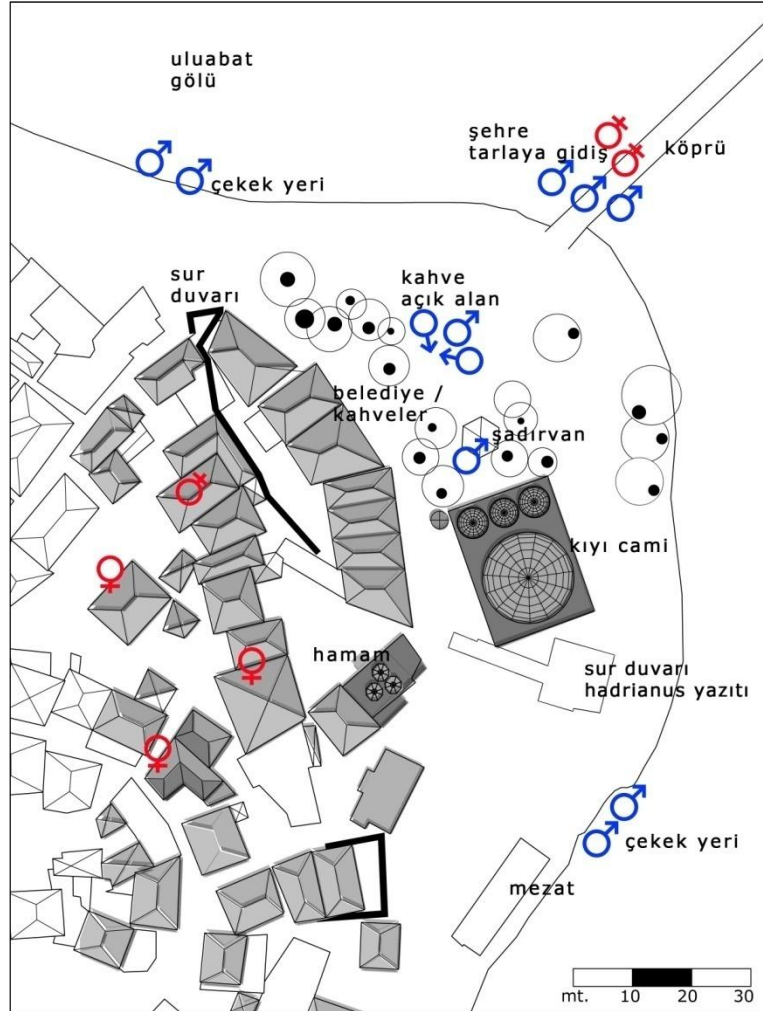 uluabat
gölü
şehre
tarlaya gidiş
köprü
çekek yeri
sur
duvarı
kahve
açık alan
belediye /
kahveler
şadırvan
kıyı cami
hamam
sur duvarı
hadrianus yazıtı
çekek yeri
mezat
mt. 10 20 30